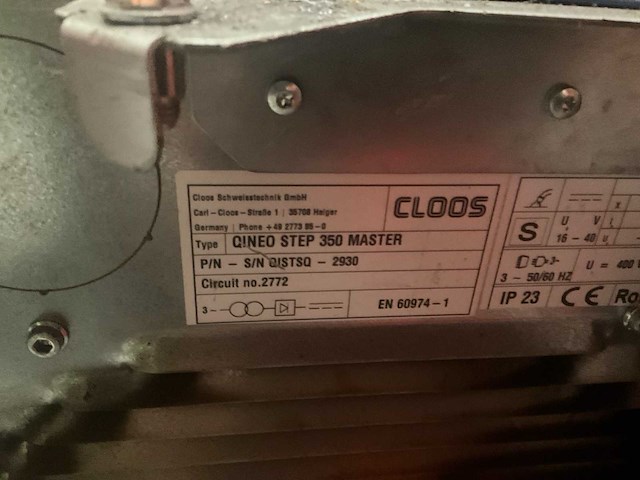 Cloos Schweisstechnik GmbH
Carl-Cloos-Straße 1 | 35708 Haiger
Germany | Phone +49 2773 85-0
CLOOS
Type QINEO STEP 350 MASTER
P/N - S/N QISTSQ - 2930
Circuit no.2772
3~
EN 60974-1
X
S
U V
16 - 40
3~
3 ~ 50/60 HZ
U = 400
IP 23 CE Ro